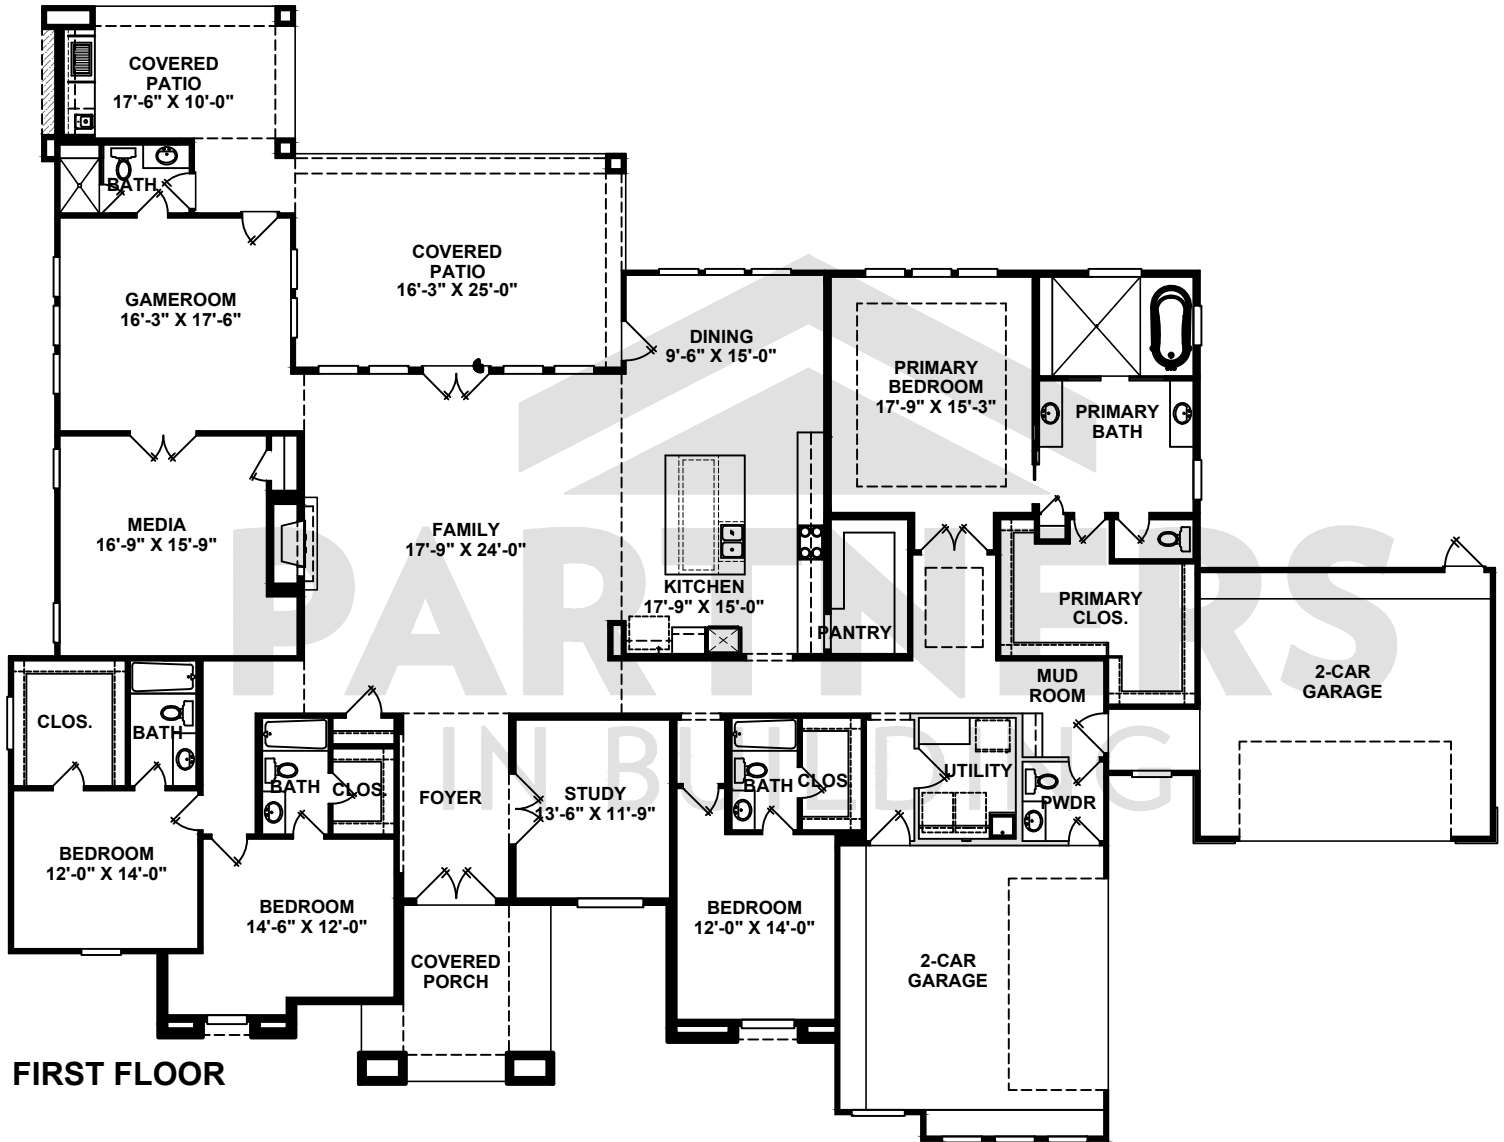 COVERED
PATIO
17'-6" X 10'-0"
BATH
COVERED
PATIO
16'-3" X 25'-0"
GAMEROOM
16'-3" X 17'-6"
DINING
9'-6" X 15'-0"
PRIMARY
BEDROOM
17'-9" X 15'-3"
PRIMARY
BATH
MEDIA
16'-9" X 15'-9"
FAMILY
17'-9" X 24'-0"
KITCHEN
17'-9" X 15'-0"
PANTRY
PRIMARY
CLOS.
PARTNERS
IN BUILDING
MUD
ROOM
2-CAR
GARAGE
CLOS.
BATH
BATH
CLOS.
FOYER
STUDY
13'-6" X 11'-9"
BATH
CLOS
UTILITY
PWDR
BEDROOM
12'-0" X 14'-0"
BEDROOM
14'-6" X 12'-0"
BEDROOM
12'-0" X 14'-0"
COVERED
PORCH
2-CAR
GARAGE
FIRST FLOOR